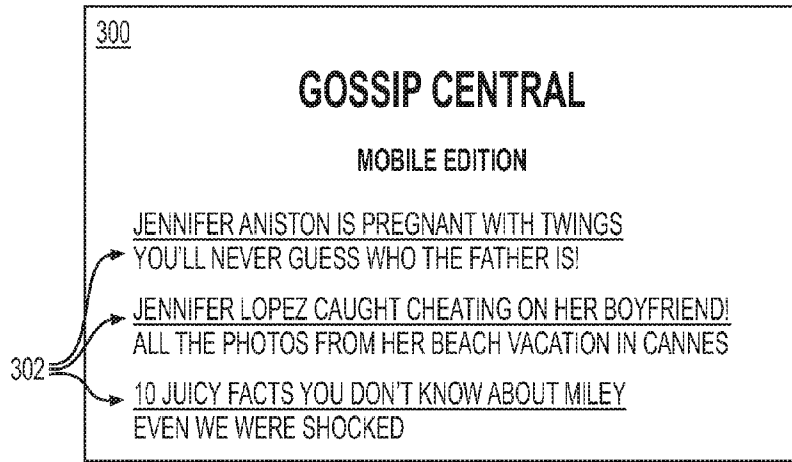 300
GOSSIP CENTRAL
MOBILE EDITION
JENNIFER ANISTON IS PREGNANT WITH TWINGS
YOU'LL NEVER GUESS WHO THE FATHER IS!
JENNIFER LOPEZ CAUGHT CHEATING ON HER BOYFRIEND!
ALL THE PHOTOS FROM HER BEACH VACATION IN CANNES
302
10 JUICY FACTS YOU DON'T KNOW ABOUT MILEY
EVEN WE WERE SHOCKED